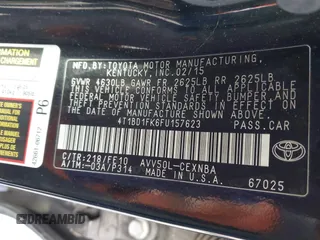 MFD.BY:TOYOTA MOTOR MANUFACTURING,
KENTUCKY,INC.02/15
GVWR 4630LB GAWR FR 2625LB RR 2625LB
THIS VEHICLE CONFORMS TO ALL APPLICABLE
FEDERAL MOTOR VEHICLE SAFETY,
BUMPER, AND THEFT PREVENTION STANDARDS
IN EFFECT ON THE DATE OF
MANUFACTURE SHOWN ABOVE.
4T1BD1FK6FU157623
PASS.CAR
C/TR:218/FE10 AVV50L-CEXNBA
A/TM:-03A/P314 MADE IN U.S.A.
67025
TOYOTA
P6